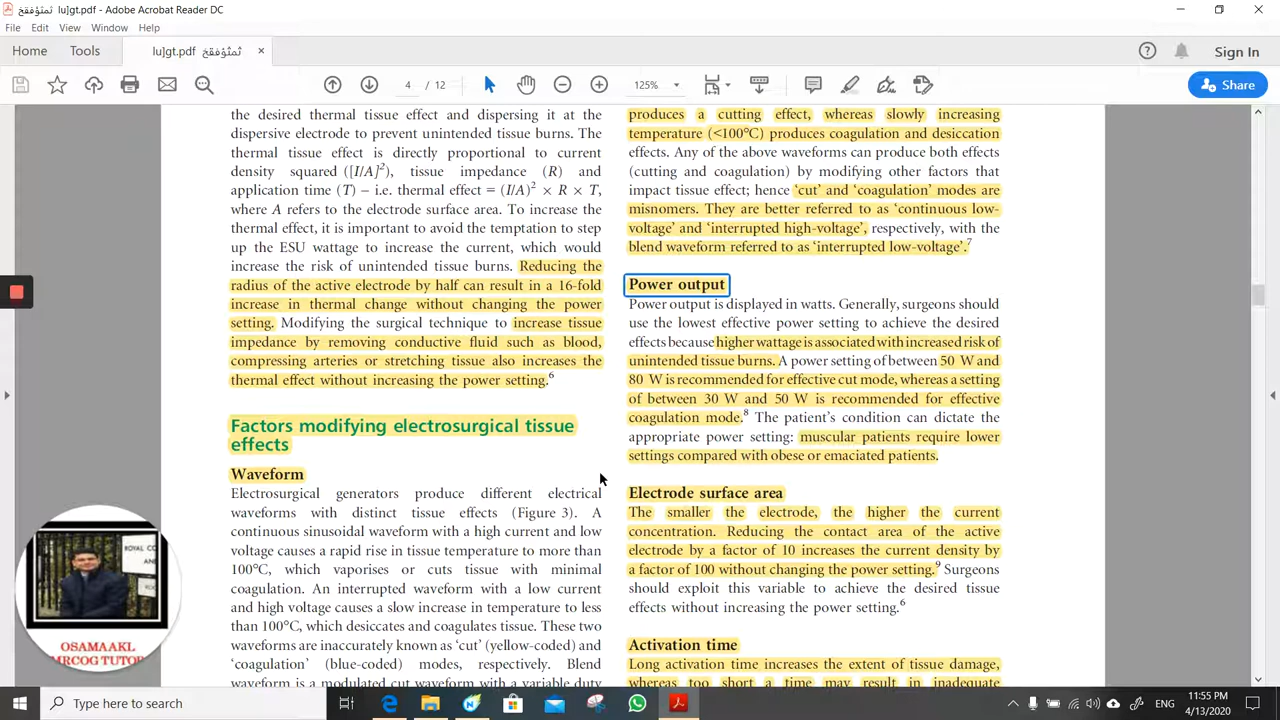 ثمثؤفقخ lu]gt.pdf - Adobe Acrobat Reader DC
File Edit View Window Help
Home Tools ثمثؤفقخ lu]gt.pdf × Sign In
4 / 12 125% Share
the desired thermal tissue effect and dispersing it at the
dispersive electrode to prevent unintended tissue burns. The
thermal tissue effect is directly proportional to current
density squared ([I/A]²), tissue impedance (R) and
application time (T) – i.e. thermal effect = (I/A)² × R × T,
where A refers to the electrode surface area. To increase the
thermal effect, it is important to avoid the temptation to step
up the ESU wattage to increase the current, which would
increase the risk of unintended tissue burns. Reducing the
radius of the active electrode by half can result in a 16-fold
increase in thermal change without changing the power
setting. Modifying the surgical technique to increase tissue
impedance by removing conductive fluid such as blood,
compressing arteries or stretching tissue also increases the
thermal effect without increasing the power setting.⁶
Factors modifying electrosurgical tissue
effects
Waveform
Electrosurgical generators produce different electrical
waveforms with distinct tissue effects (Figure 3). A
continuous sinusoidal waveform with a high current and low
voltage causes a rapid rise in tissue temperature to more than
100°C, which vaporises or cuts tissue with minimal
coagulation. An interrupted waveform with a low current
and high voltage causes a slow increase in temperature to less
than 100°C, which desiccates and coagulates tissue. These two
waveforms are inaccurately known as ‘cut’ (yellow-coded) and
‘coagulation’ (blue-coded) modes, respectively. Blend
waveform is a modulated cut waveform with a variable duty
produces a cutting effect, whereas slowly increasing
temperature (<100°C) produces coagulation and desiccation
effects. Any of the above waveforms can produce both effects
(cutting and coagulation) by modifying other factors that
impact tissue effect; hence ‘cut’ and ‘coagulation’ modes are
misnomers. They are better referred to as ‘continuous low-
voltage’ and ‘interrupted high-voltage’, respectively, with the
blend waveform referred to as ‘interrupted low-voltage’.⁷
Power output
Power output is displayed in watts. Generally, surgeons should
use the lowest effective power setting to achieve the desired
effects because higher wattage is associated with increased risk of
unintended tissue burns. A power setting of between 50 W and
80 W is recommended for effective cut mode, whereas a setting
of between 30 W and 50 W is recommended for effective
coagulation mode.⁸ The patient’s condition can dictate the
appropriate power setting: muscular patients require lower
settings compared with obese or emaciated patients.
Electrode surface area
The smaller the electrode, the higher the current
concentration. Reducing the contact area of the active
electrode by a factor of 10 increases the current density by
a factor of 100 without changing the power setting.⁹ Surgeons
should exploit this variable to achieve the desired tissue
effects without increasing the power setting.⁶
Activation time
Long activation time increases the extent of tissue damage,
whereas too short a time may result in inadequate
ROYAL CO
AN
OSAMA AKL
MRCOG TUTOR
Type here to search
ENG
11:55 PM
4/13/2020